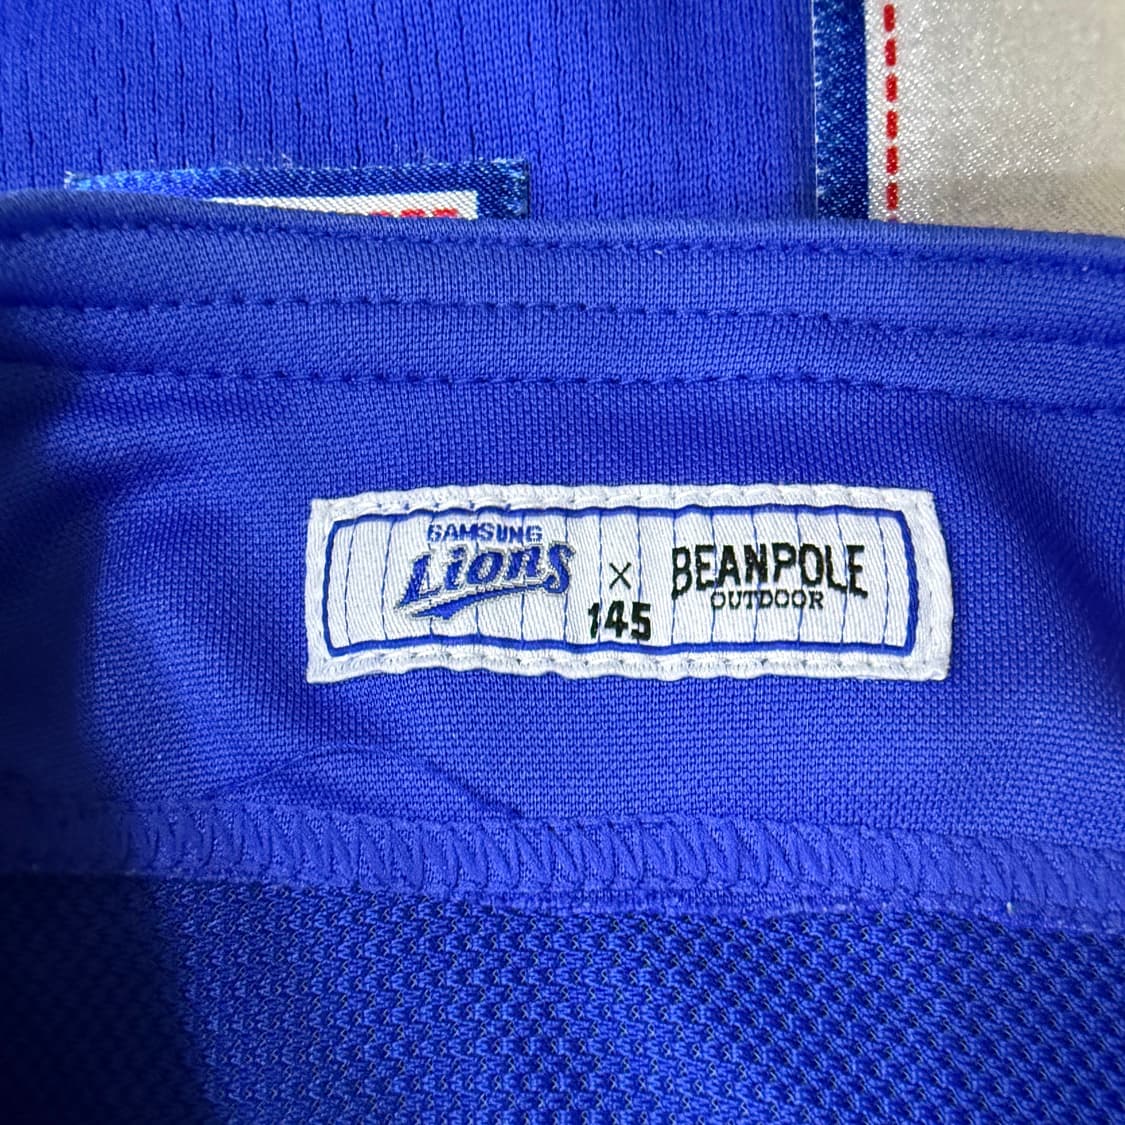 SAMSUNG
Lions × BEANPOLE
OUTDOOR
145